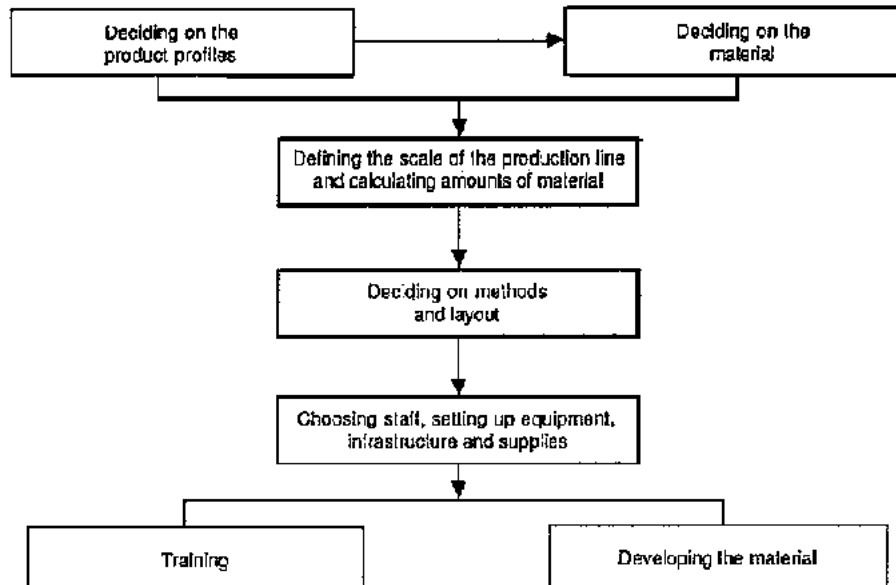 Deciding on the
product profiles
Deciding on the
material
Defining the scale of the production line
and calculating amounts of material
Deciding on methods
and layout
Choosing staff, setting up equipment,
infrastructure and supplies
Training
Developing the material